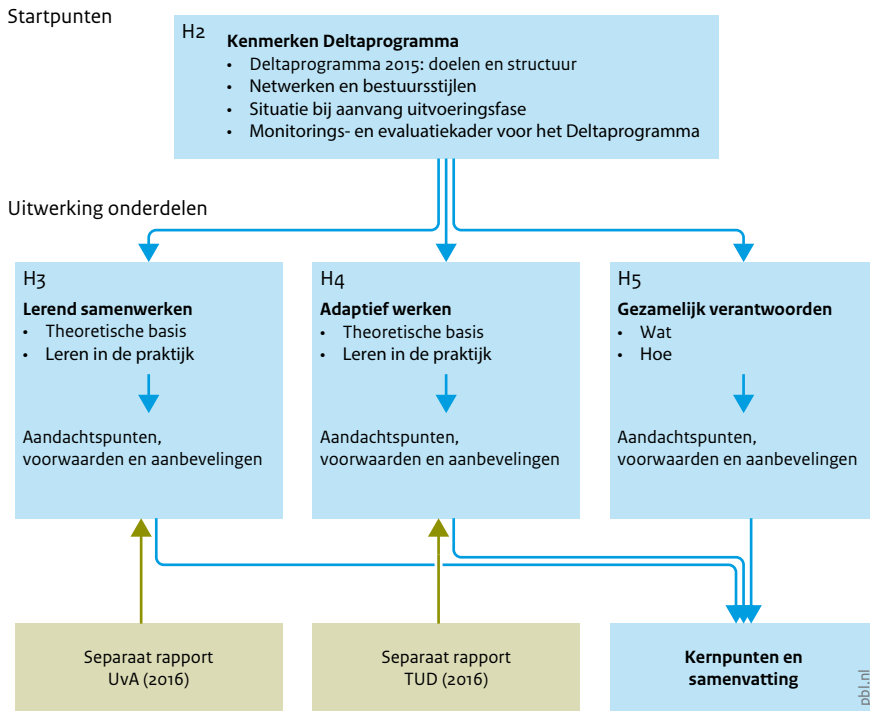 Startpunten
H2
Kenmerken Deltaprogramma
• Deltaprogramma 2015: doelen en structuur
• Netwerken en bestuursstijlen
• Situatie bij aanvang uitvoeringsfase
• Monitorings- en evaluatiekader voor het Deltaprogramma
Uitwerking onderdelen
H3
Lerend samenwerken
• Theoretische basis
• Leren in de praktijk
Aandachtspunten,
voorwaarden en aanbevelingen
H4
Adaptief werken
• Theoretische basis
• Leren in de praktijk
Aandachtspunten,
voorwaarden en aanbevelingen
H5
Gezamelijk verantwoorden
• Wat
• Hoe
Aandachtspunten,
voorwaarden en aanbevelingen
Separaat rapport
UvA (2016)
Separaat rapport
TUD (2016)
Kernpunten en
samenvatting
pbl.nl